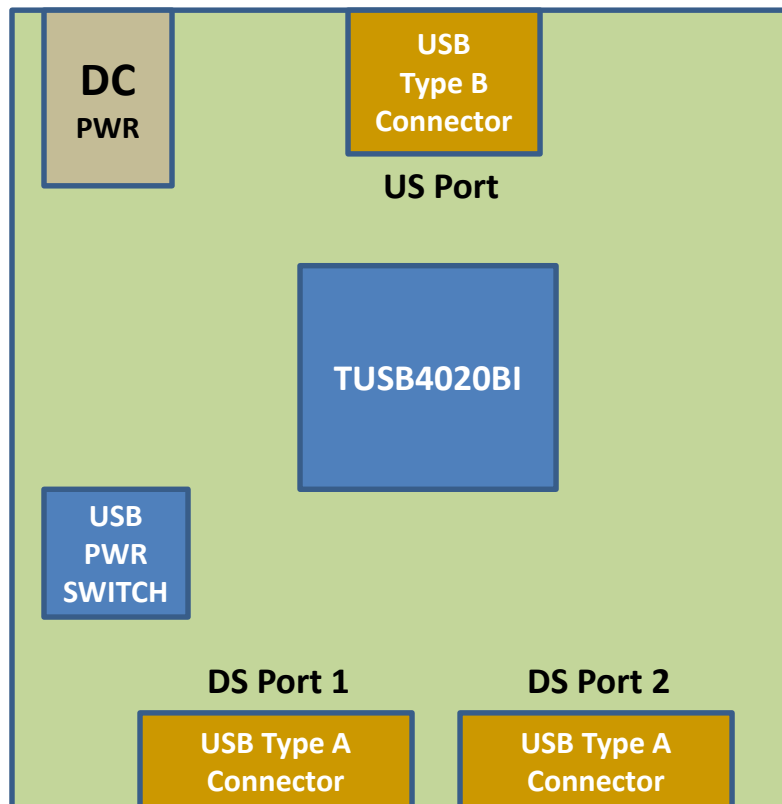 DC
PWR
USB
Type B
Connector
US Port
TUSB4020BI
USB
PWR
SWITCH
DS Port 1
DS Port 2
USB Type A
Connector
USB Type A
Connector